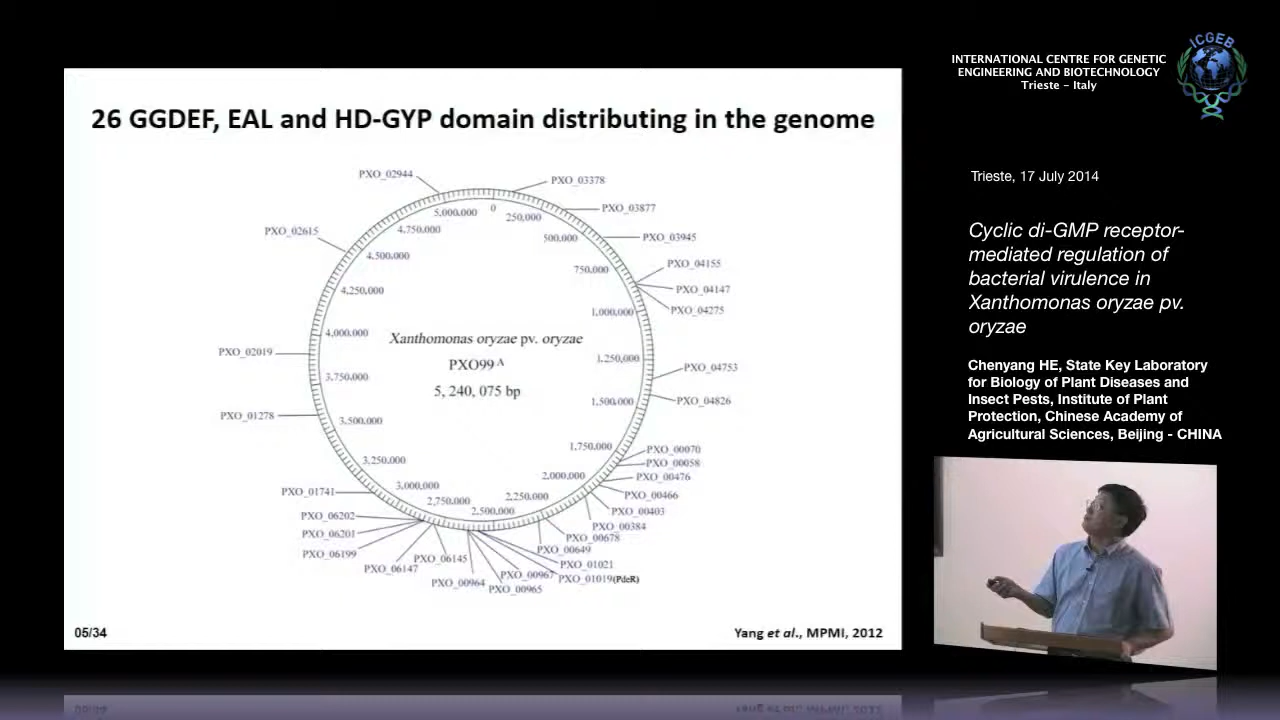 26 GGDEF, EAL and HD-GYP domain distributing in the genome
PXO_02944
PXO_03378
PXO_03877
PXO_02615
PXO_03945
PXO_04155
PXO_04147
PXO_04275
PXO_02019
PXO_04753
PXO_04826
PXO_01278
PXO_00070
PXO_00058
PXO_00476
PXO_00466
PXO_00403
PXO_00384
PXO_00678
PXO_00649
PXO_01021
PXO_01019(PdeR)
PXO_00967
PXO_00965
PXO_00964
PXO_06145
PXO_06147
PXO_06199
PXO_06201
PXO_06202
PXO_01741
0
250,000
500,000
750,000
1,000,000
1,250,000
1,500,000
1,750,000
2,000,000
2,250,000
2,500,000
2,750,000
3,000,000
3,250,000
3,500,000
3,750,000
4,000,000
4,250,000
4,500,000
4,750,000
5,000,000
Xanthomonas oryzae pv. oryzae
PXO99A
5, 240, 075 bp
05/34
Yang et al., MPMI, 2012
INTERNATIONAL CENTRE FOR GENETIC
ENGINEERING AND BIOTECHNOLOGY
Trieste - Italy
ICGEB
Trieste, 17 July 2014
Cyclic di-GMP receptor-
mediated regulation of
bacterial virulence in
Xanthomonas oryzae pv.
oryzae
Chenyang HE, State Key Laboratory
for Biology of Plant Diseases and
Insect Pests, Institute of Plant
Protection, Chinese Academy of
Agricultural Sciences, Beijing - CHINA